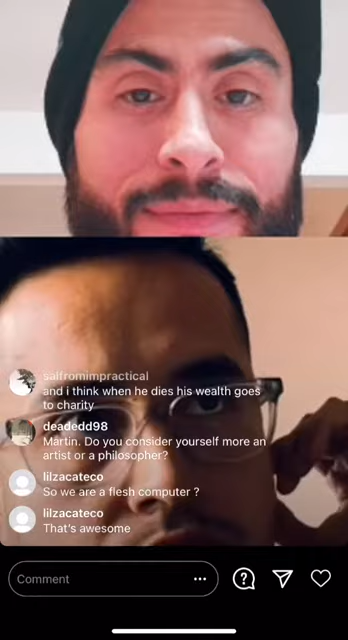 salfromimpractical
and i think when he dies his wealth goes
to charity
deadedd98
Martin. Do you consider yourself more an
artist or a philosopher?
lilzacateco
So we are a flesh computer ?
lilzacateco
That's awesome
Comment